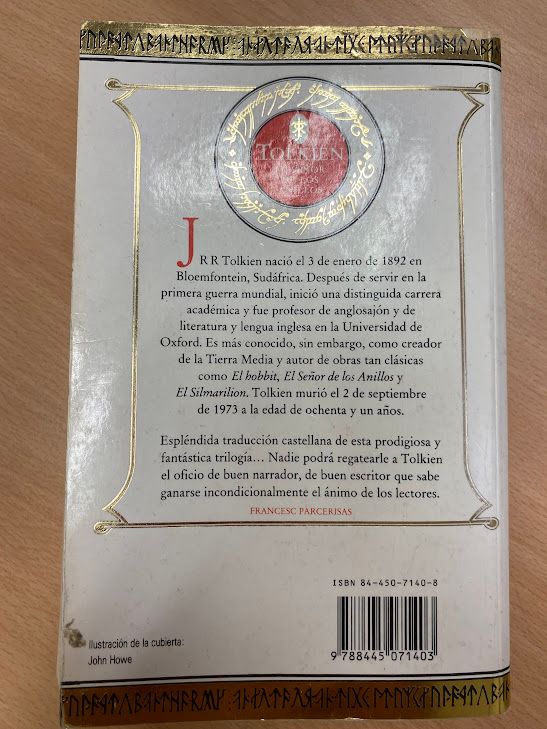 TOLKIEN
J R R Tolkien nació el 3 de enero de 1892 en
Bloemfontein, Sudáfrica. Después de servir en la
primera guerra mundial, inició una distinguida carrera
académica y fue profesor de anglosajón y de
literatura y lengua inglesa en la Universidad de
Oxford. Es más conocido, sin embargo, como creador
de la Tierra Media y autor de obras tan clásicas
como El hobbit, El Señor de los Anillos y
El Silmarilion. Tolkien murió el 2 de septiembre
de 1973 a la edad de ochenta y un años.
Espléndida traducción castellana de esta prodigiosa y
fantástica trilogía... Nadie podrá regatearle a Tolkien
el oficio de buen narrador, de buen escritor que sabe
ganarse incondicionalmente el ánimo de los lectores.
FRANCESC PARCERISAS
ISBN 84-450-7140-8
9 788445 071403
Ilustración de la cubierta:
John Howe